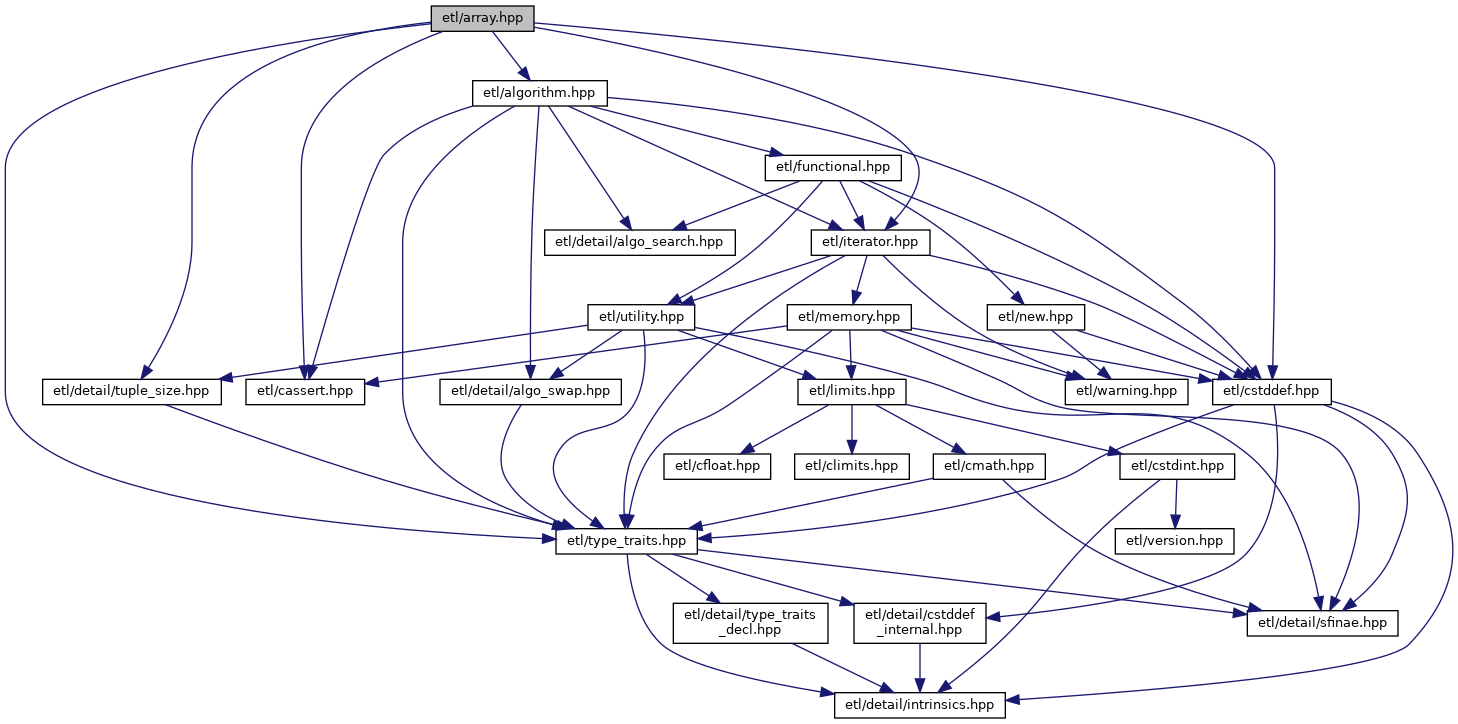 etl/array.hpp
etl/algorithm.hpp
etl/functional.hpp
etl/detail/algo_search.hpp
etl/iterator.hpp
etl/utility.hpp
etl/memory.hpp
etl/new.hpp
etl/detail/tuple_size.hpp
etl/cassert.hpp
etl/detail/algo_swap.hpp
etl/limits.hpp
etl/warning.hpp
etl/cstddef.hpp
etl/cfloat.hpp
etl/climits.hpp
etl/cmath.hpp
etl/cstdint.hpp
etl/type_traits.hpp
etl/version.hpp
etl/detail/type_traits
_decl.hpp
etl/detail/cstddef
_internal.hpp
etl/detail/sfinae.hpp
etl/detail/intrinsics.hpp